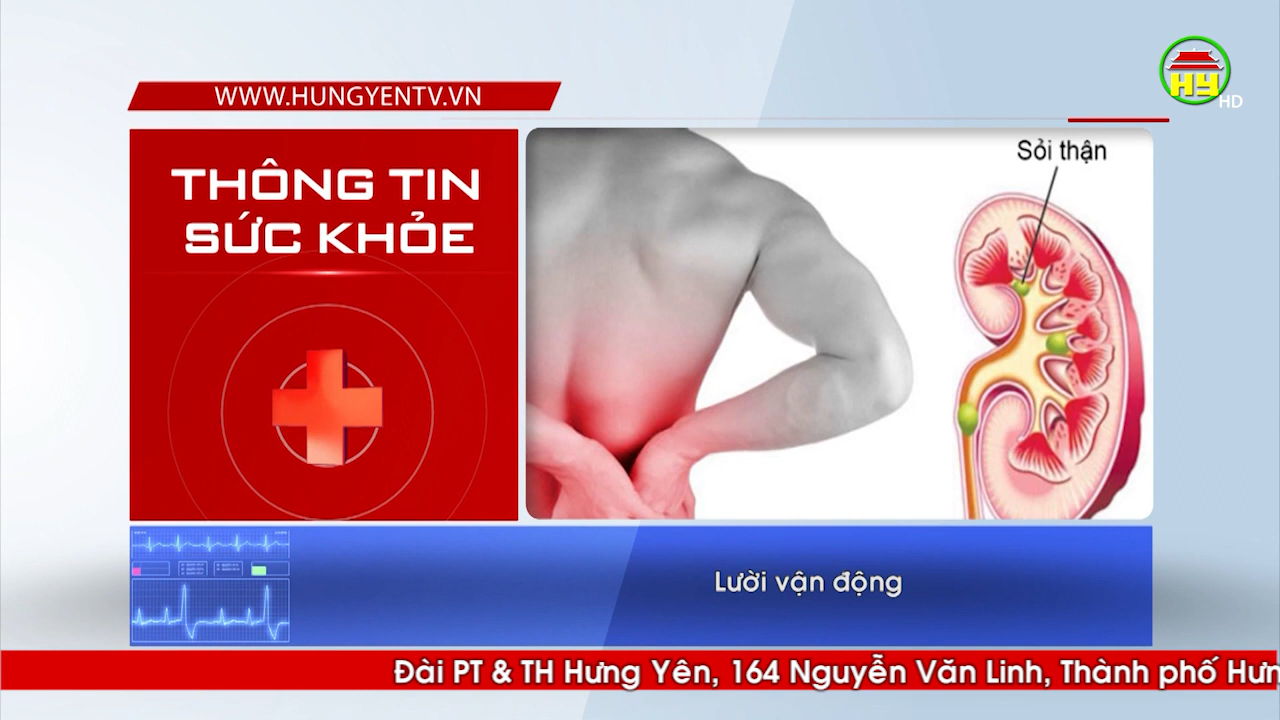 WWW.HUNGYENTV.VN
HY
HD
THÔNG TIN
SỨC KHỎE
Sỏi thận
Lười vận động
Đài PT & TH Hưng Yên, 164 Nguyễn Văn Linh, Thành phố Hưn